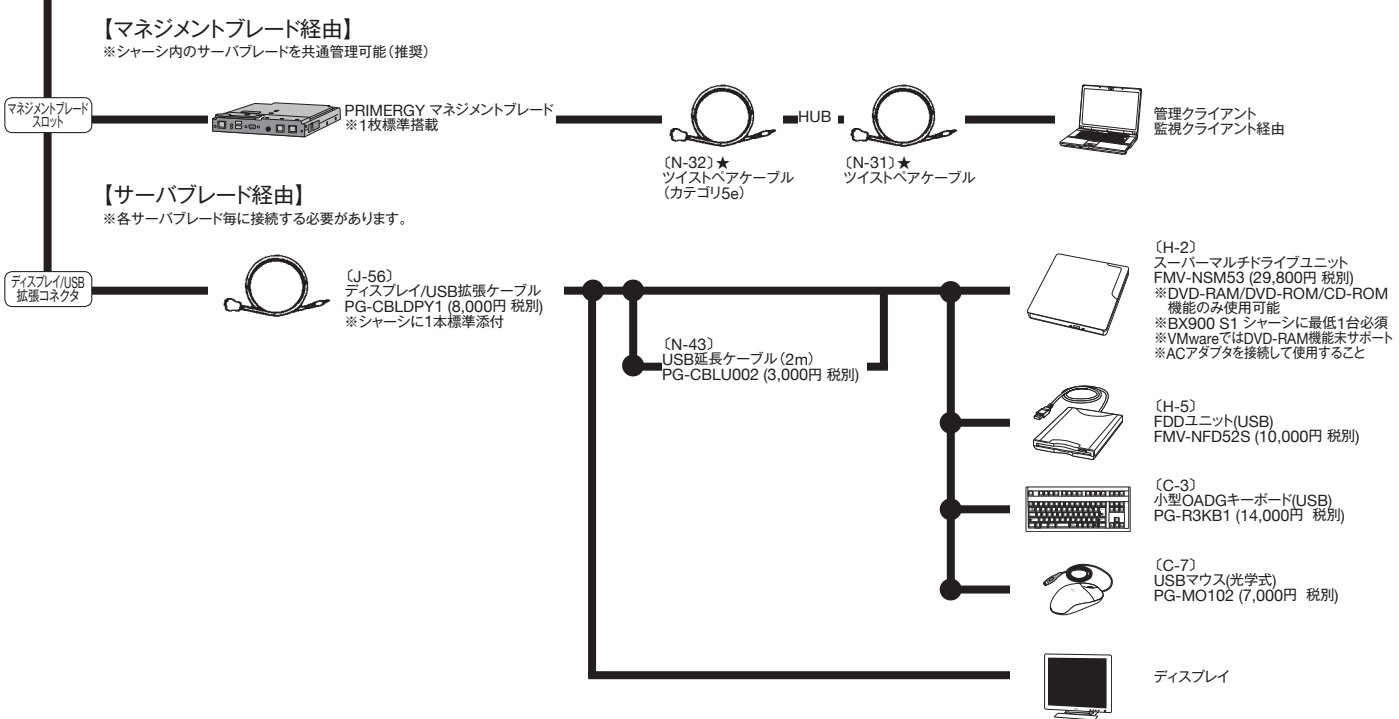 【マネジメントブレード経由】
※シャーシ内のサーバブレードを共通管理可能（推奨）
マネジメントブレード
スロット
PRIMERGY マネジメントブレード
※1枚標準搭載
〔N-32〕★
ツイストペアケーブル
（カテゴリ5e）
HUB
〔N-31〕★
ツイストペアケーブル
管理クライアント
監視クライアント経由
【サーバブレード経由】
※各サーバブレード毎に接続する必要があります。
ディスプレイ/USB
拡張コネクタ
〔J-56〕
ディスプレイ/USB拡張ケーブル
PG-CBLDPY1 (8,000円 税別)
※シャーシに1本標準添付
〔N-43〕
USB延長ケーブル（2m）
PG-CBLU002 (3,000円 税別)
〔H-2〕
スーパーマルチドライブユニット
FMV-NSM53 (29,800円 税別)
※DVD-RAM/DVD-ROM/CD-ROM
機能のみ使用可能
※BX900 S1 シャーシに最低1台必須
※VMwareではDVD-RAM機能未サポート
※ACアダプタを接続して使用すること
〔H-5〕
FDDユニット(USB)
FMV-NFD52S (10,000円 税別)
〔C-3〕
小型OADGキーボード(USB)
PG-R3KB1 (14,000円 税別)
〔C-7〕
USBマウス(光学式)
PG-MO102 (7,000円 税別)
ディスプレイ